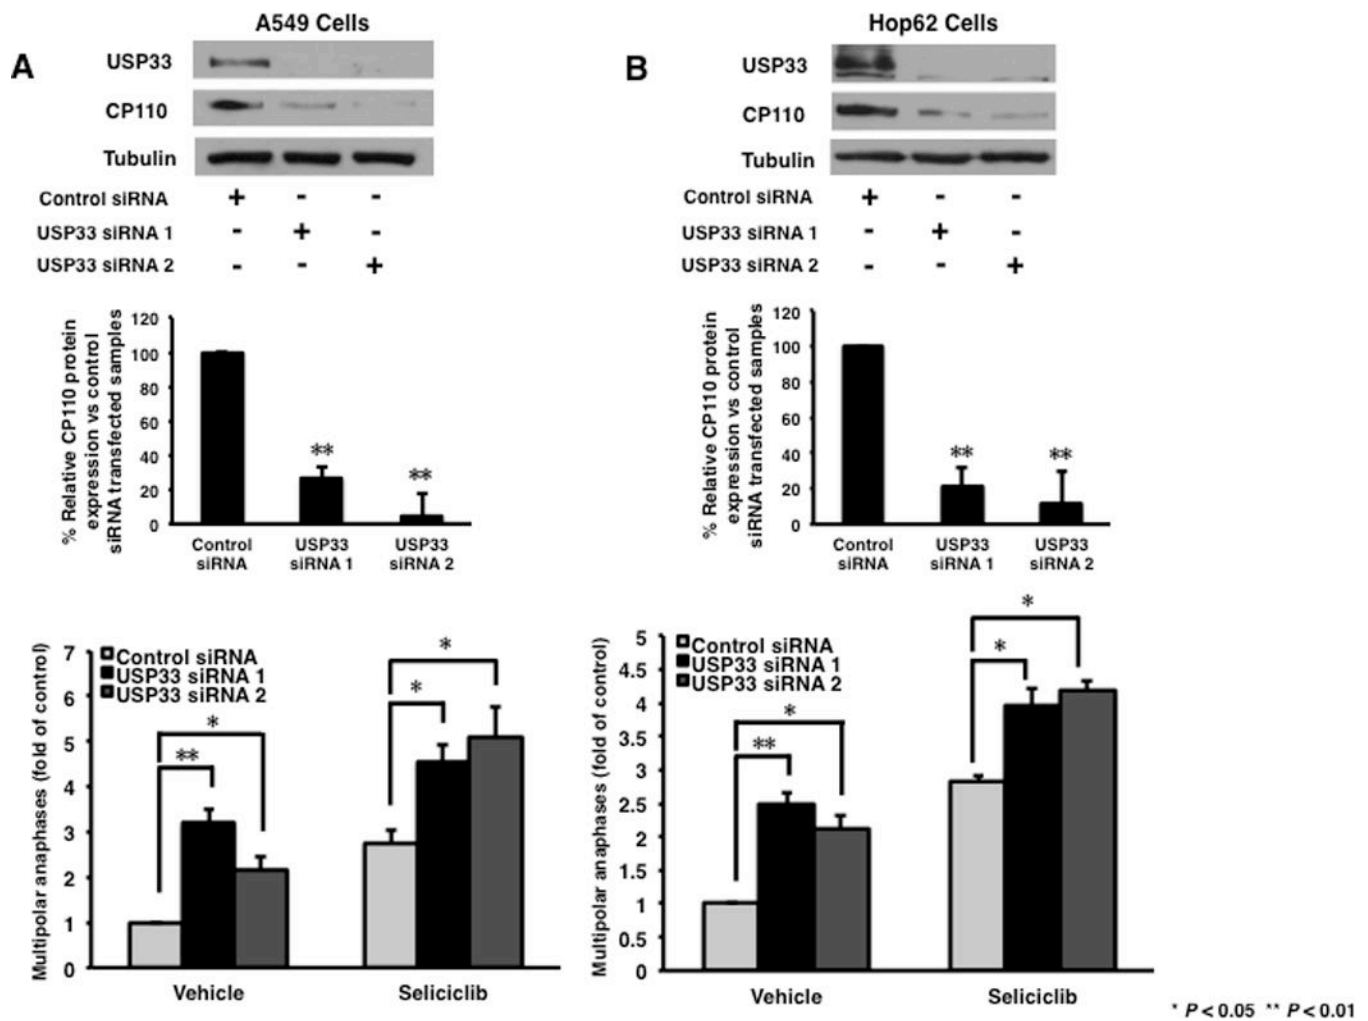 A549 Cells
A
USP33
CP110
Tubulin
Control siRNA + - -
USP33 siRNA 1 - + -
USP33 siRNA 2 - - +
% Relative CP110 protein
expression vs control
siRNA transfected samples
120
100
80
60
40
20
0
**
**
Control
siRNA
USP33
siRNA 1
USP33
siRNA 2
Multipolar anaphases (fold of control)
7
6
5
4
3
2
1
0
Control siRNA
USP33 siRNA 1
USP33 siRNA 2
*
**
*
*
Vehicle
Seliciclib
Hop62 Cells
B
USP33
CP110
Tubulin
Control siRNA + - -
USP33 siRNA 1 - + -
USP33 siRNA 2 - - +
% Relative CP110 protein
expression vs control
siRNA transfected samples
120
100
80
60
40
20
0
**
**
Control
siRNA
USP33
siRNA 1
USP33
siRNA 2
Multipolar anaphases (fold of control)
5
4.5
4
3.5
3
2.5
2
1.5
1
0.5
0
Control siRNA
USP33 siRNA 1
USP33 siRNA 2
*
**
*
*
Vehicle
Seliciclib
* P < 0.05 ** P < 0.01